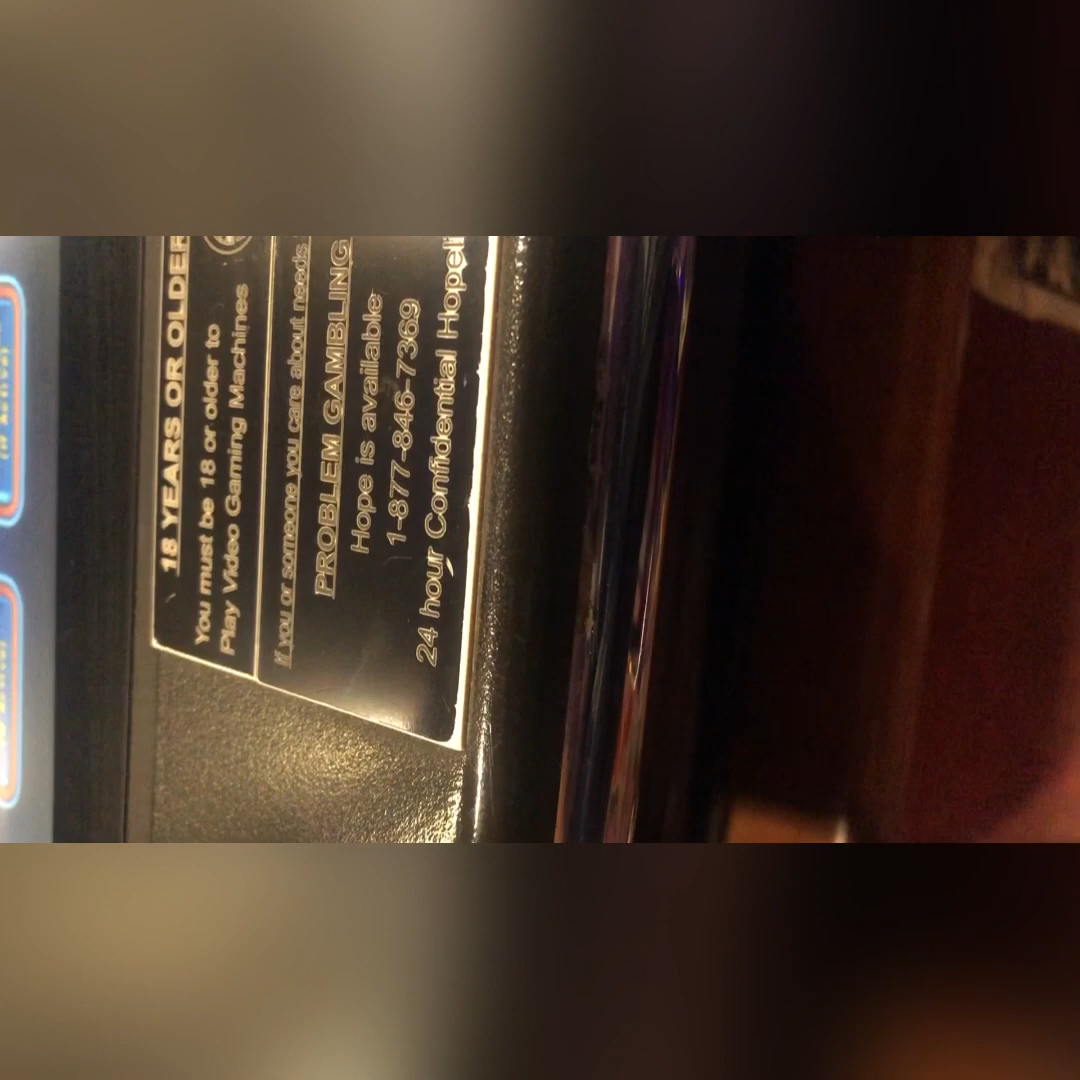 18 YEARS OR OLDER
You must be 18 or older to
Play Video Gaming Machines
If you or someone you care about needs
PROBLEM GAMBLING
Hope is available
1-877-846-7369
24 hour Confidential